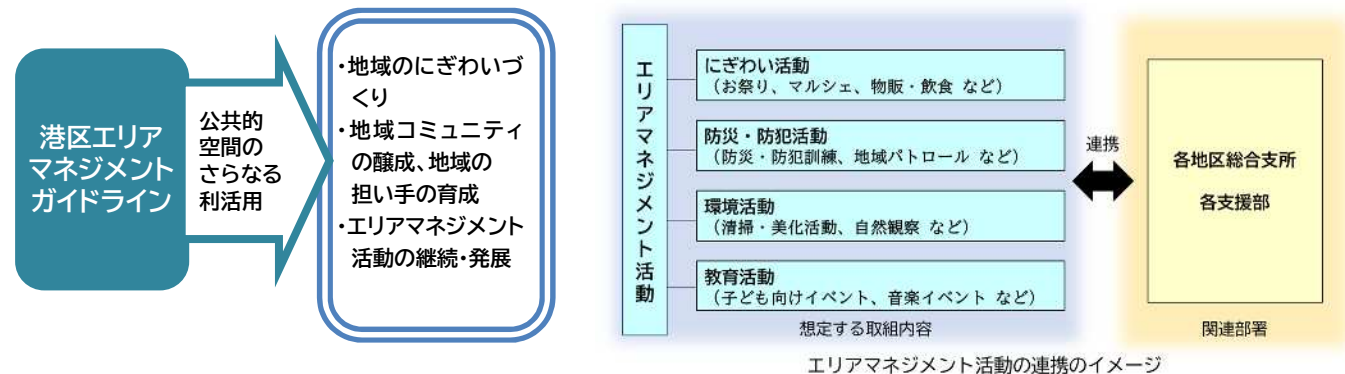 港区エリア
マネジメント
ガイドライン
公共的
空間の
さらなる
利活用
・地域のにぎわいづ
くり
・地域コミュニティ
の醸成、地域の
担い手の育成
・エリアマネジメント
活動の継続・発展
エリアマネジメント活動
にぎわい活動
（お祭り、マルシェ、物販・飲食 など）
防災・防犯活動
（防災・防犯訓練、地域パトロール など）
環境活動
（清掃・美化活動、自然観察 など）
教育活動
（子ども向けイベント、音楽イベント など）
想定する取組内容
連携
各地区総合支所
各支援部
関連部署
エリアマネジメント活動の連携のイメージ